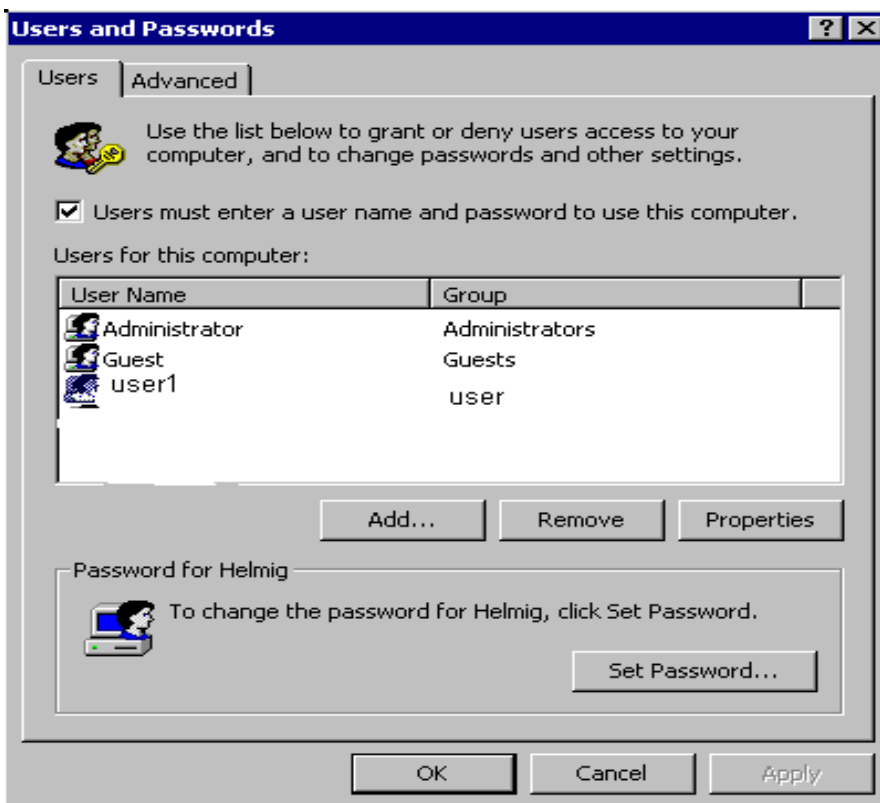 Users and Passwords
Users Advanced
Use the list below to grant or deny users access to your
computer, and to change passwords and other settings.
Users must enter a user name and password to use this computer.
Users for this computer:
User Name Group
Administrator Administrators
Guest Guests
user1 user
Add... Remove Properties
Password for Helmig
To change the password for Helmig, click Set Password.
Set Password...
OK Cancel Apply